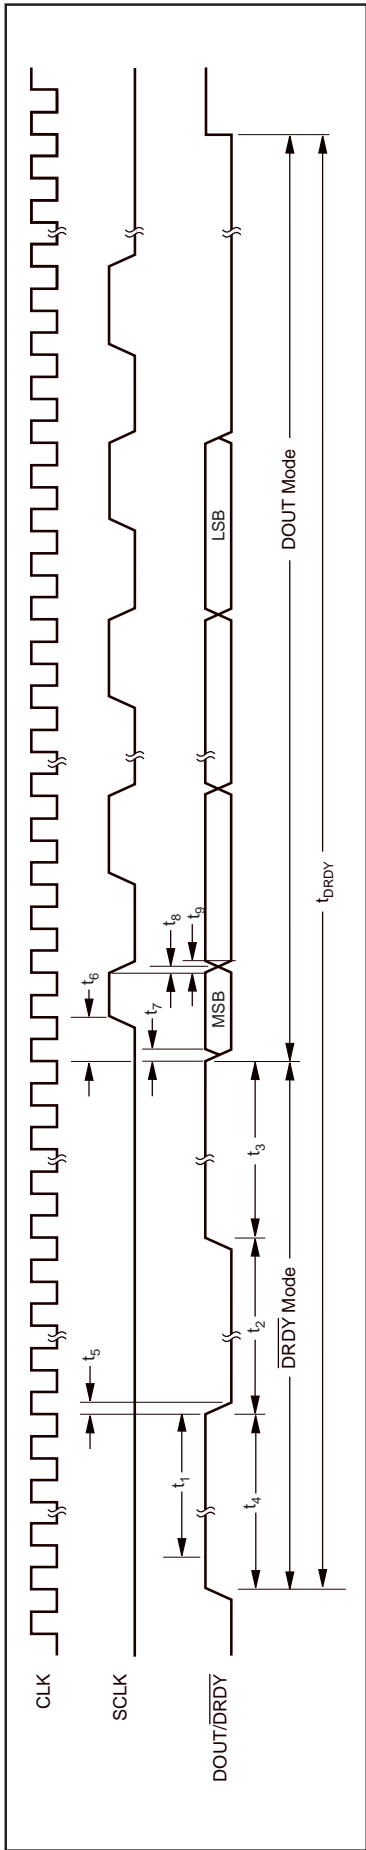 CLK
SCLK
DOUT/DRDY
t₁
t₄
t₅
t₂
t₃
t₆
t₇
t₈
t₉
MSB
LSB
DRDY Mode
DOUT Mode
t_DRDY